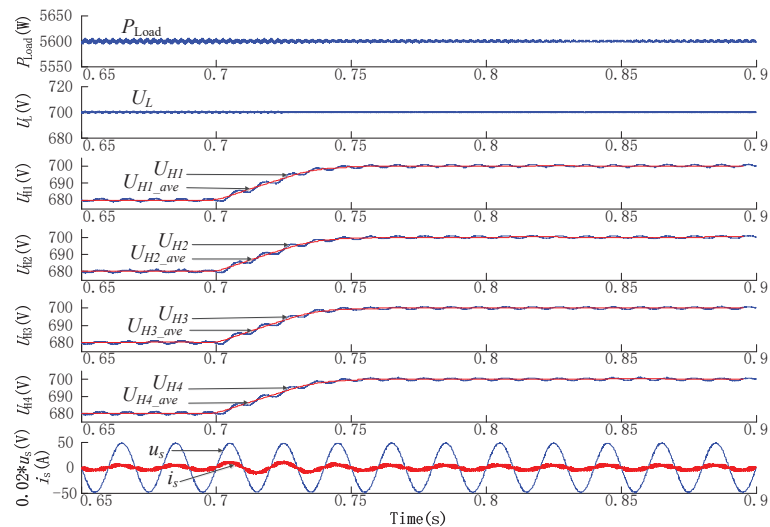 P_Load(W)
5650
5600
5550
P_Load
0.65 0.7 0.75 0.8 0.85 0.9
U_L(V)
720
700
680
U_L
0.65 0.7 0.75 0.8 0.85 0.9
U_H1(V)
700
690
680
U_H1
U_H1_ave
0.65 0.7 0.75 0.8 0.85 0.9
U_H2(V)
700
690
680
U_H2
U_H2_ave
0.65 0.7 0.75 0.8 0.85 0.9
U_H3(V)
700
690
680
U_H3
U_H3_ave
0.65 0.7 0.75 0.8 0.85 0.9
U_H4(V)
700
690
680
U_H4
U_H4_ave
0.65 0.7 0.75 0.8 0.85 0.9
0.02*u_s(V)
i_s(A)
50
0
-50
u_s
i_s
0.65 0.7 0.75 0.8 0.85 0.9
Time(s)